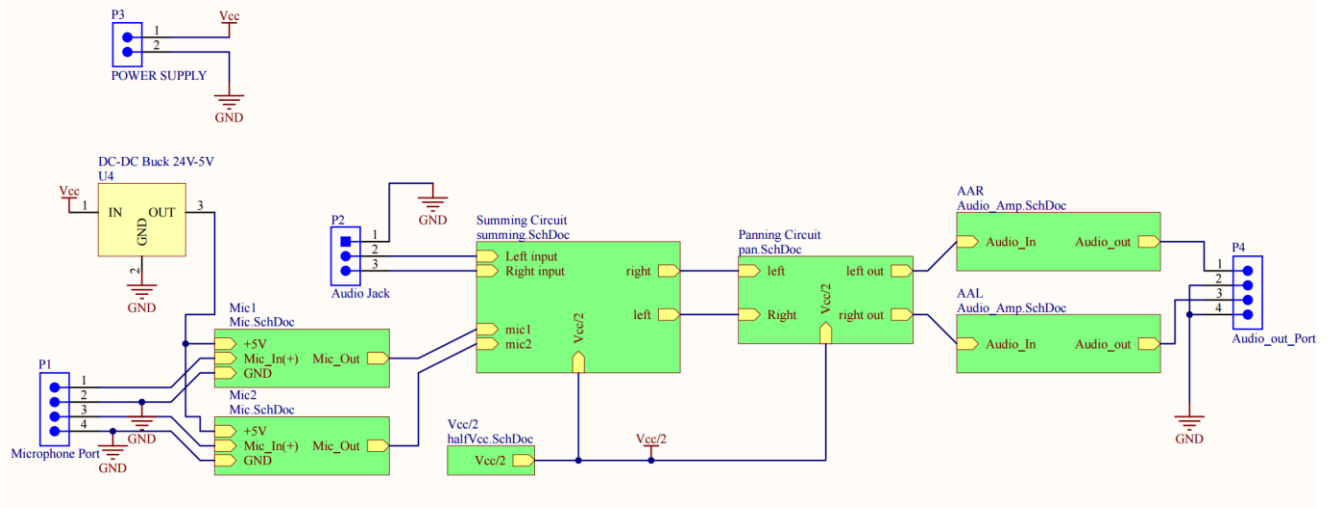 P3
Vcc
1
2
POWER SUPPLY
GND
DC-DC Buck 24V-5V
U4
Vcc
1
IN
OUT
3
GND
2
GND
P2
1
2
3
Audio Jack
GND
Summing Circuit
summing.SchDoc
Left input
Right input
right
left
mic1
mic2
Vcc/2
Panning Circuit
pan.SchDoc
left
left out
Right
right out
Vcc/2
AAR
Audio_Amp.SchDoc
Audio_In
Audio_out
AAL
Audio_Amp.SchDoc
Audio_In
Audio_out
P4
1
2
3
4
Audio_out_Port
GND
Mic1
Mic.SchDoc
+5V
Mic_In(+)
Mic_Out
GND
P1
1
2
3
4
Microphone Port
GND
GND
Mic2
Mic.SchDoc
+5V
Mic_In(+)
Mic_Out
GND
Vcc/2
halfVcc.SchDoc
Vcc/2
Vcc/2